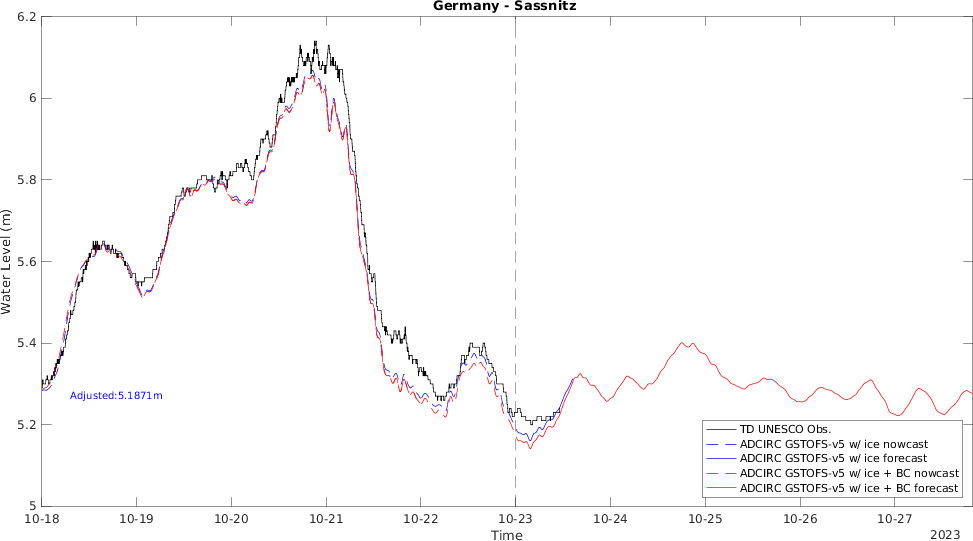 Germany - Sassnitz
6.2
6
5.8
5.6
5.4
5.2
5
Water Level (m)
Adjusted:5.1871m
TD UNESCO Obs.
ADCIRC GSTOFS-v5 w/ ice nowcast
ADCIRC GSTOFS-v5 w/ ice forecast
ADCIRC GSTOFS-v5 w/ ice + BC nowcast
ADCIRC GSTOFS-v5 w/ ice + BC forecast
10-18 10-19 10-20 10-21 10-22 10-23 10-24 10-25 10-26 10-27
Time
2023